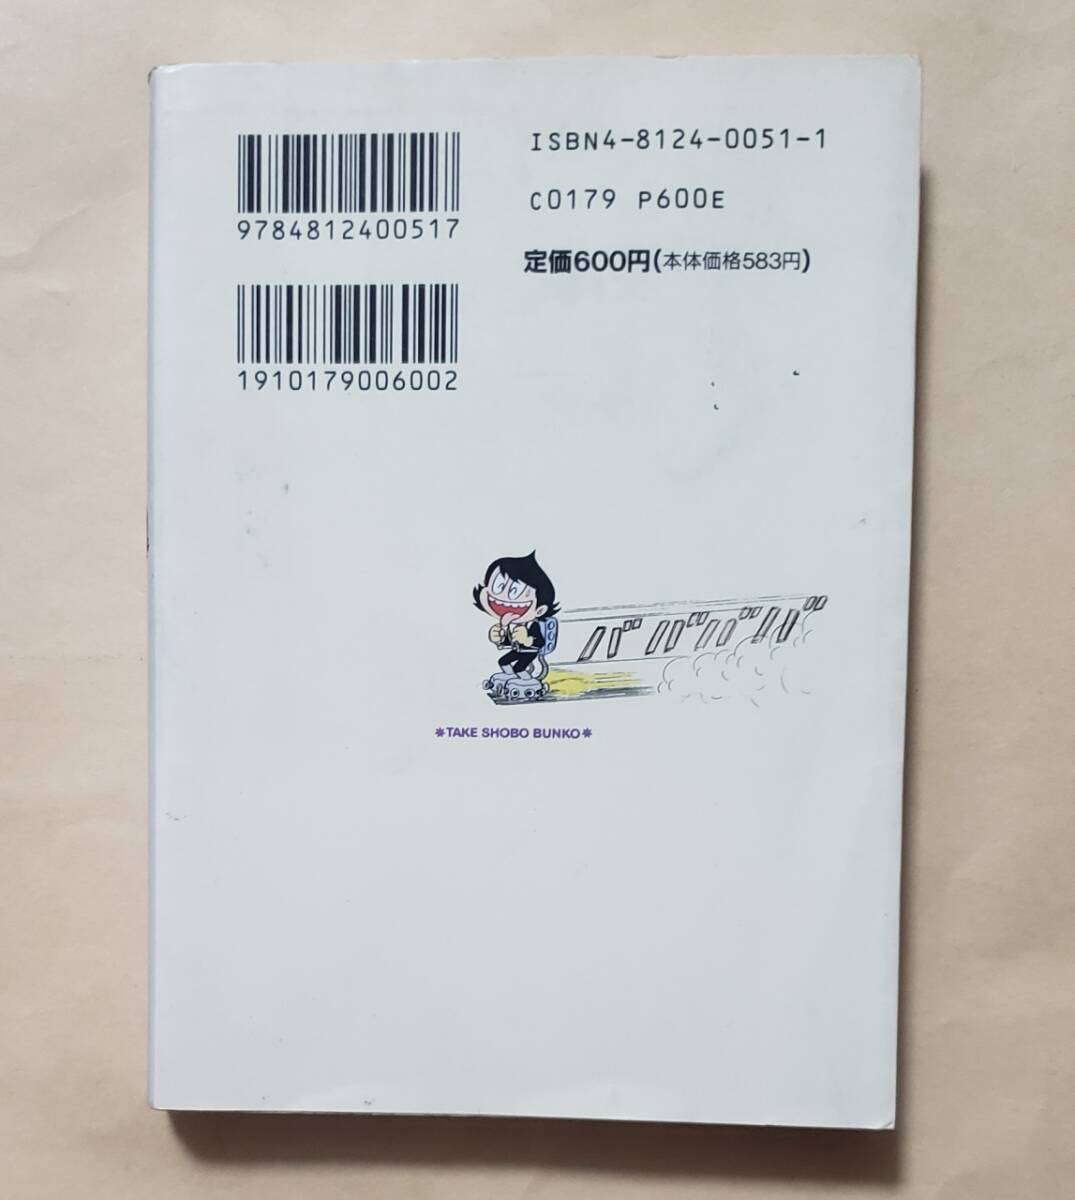 9784812400517
1910179006002
ISBN4-8124-0051-1
C0179 P600E
定価600円(本体価格583円)
バババババ
✴TAKE SHOBO BUNKO✴